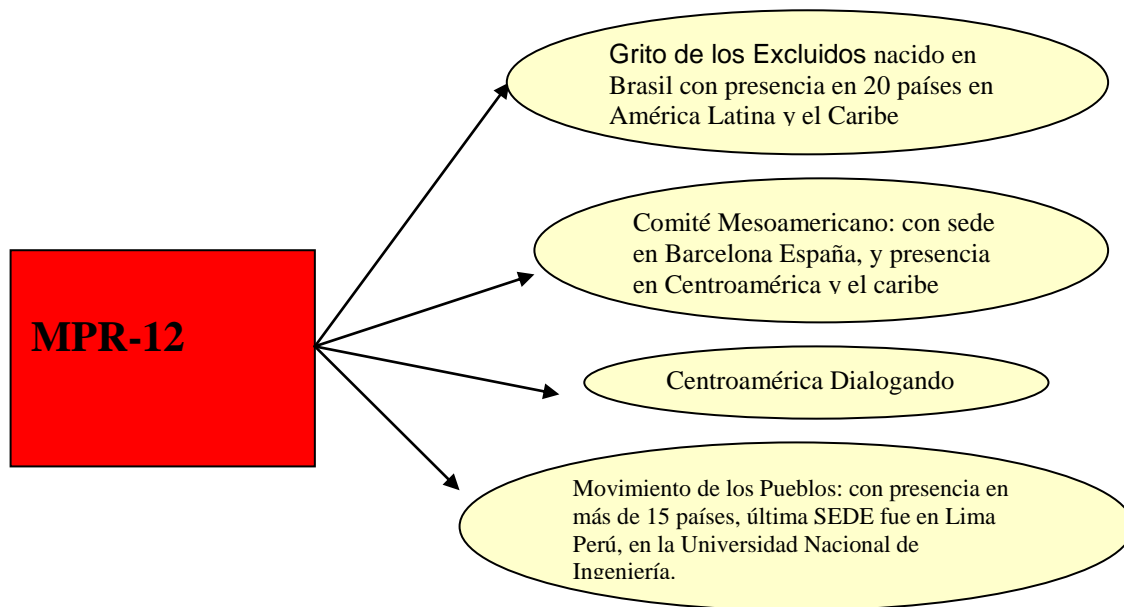 Grito de los Excluidos nacido en
Brasil con presencia en 20 países en
América Latina y el Caribe
Comité Mesoamericano: con sede
en Barcelona España, y presencia
en Centroamérica y el caribe
MPR-12
Centroamérica Dialogando
Movimiento de los Pueblos: con presencia en
más de 15 países, última SEDE fue en Lima
Perú, en la Universidad Nacional de
Ingeniería.